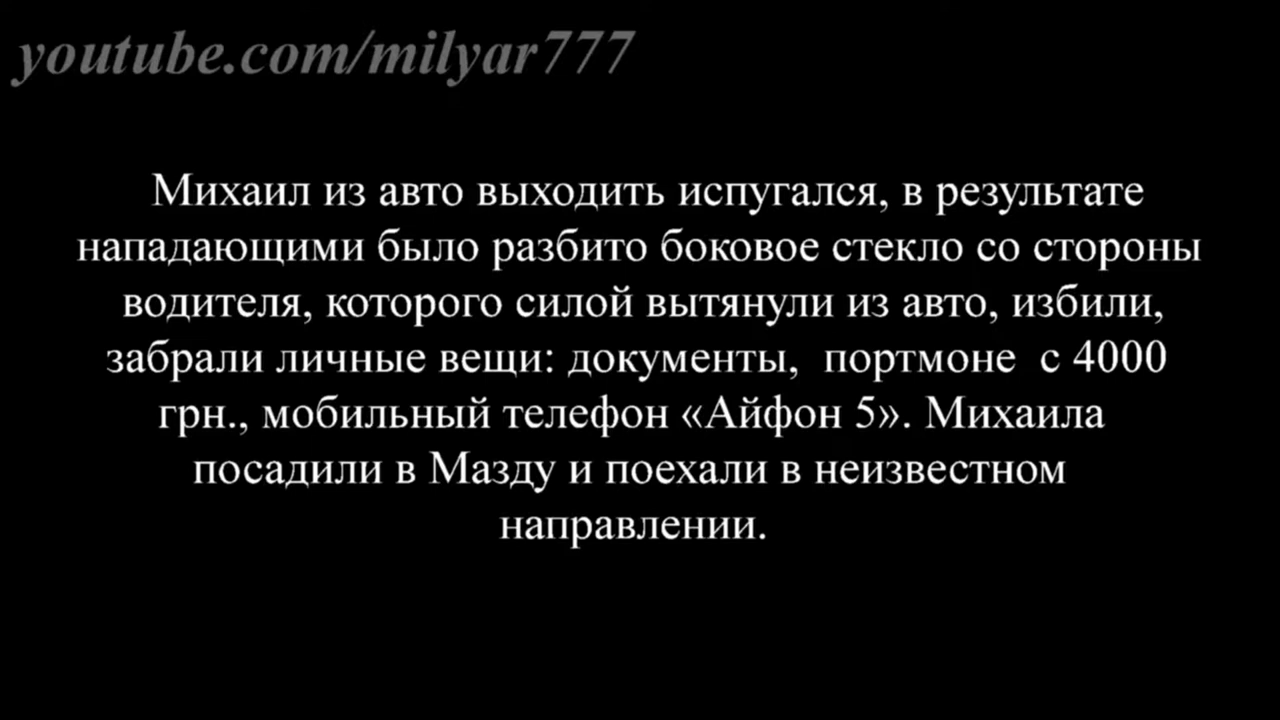 youtube.com/milyar777
Михаил из авто выходить испугался, в результате
нападающими было разбито боковое стекло со стороны
водителя, которого силой вытянули из авто, избили,
забрали личные вещи: документы, портмоне с 4000
грн., мобильный телефон «Айфон 5». Михаила
посадили в Мазду и поехали в неизвестном
направлении.